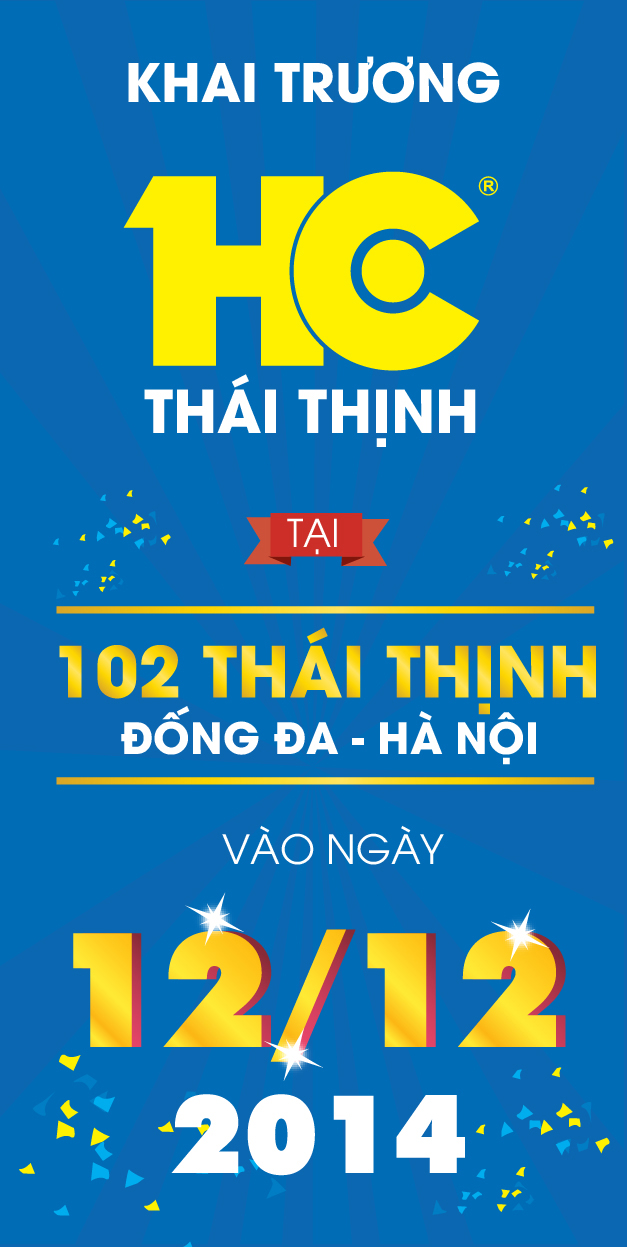 KHAI TRƯƠNG
HC®
THÁI THỊNH
TẠI
102 THÁI THỊNH
ĐỐNG ĐA - HÀ NỘI
VÀO NGÀY
12/12
2014